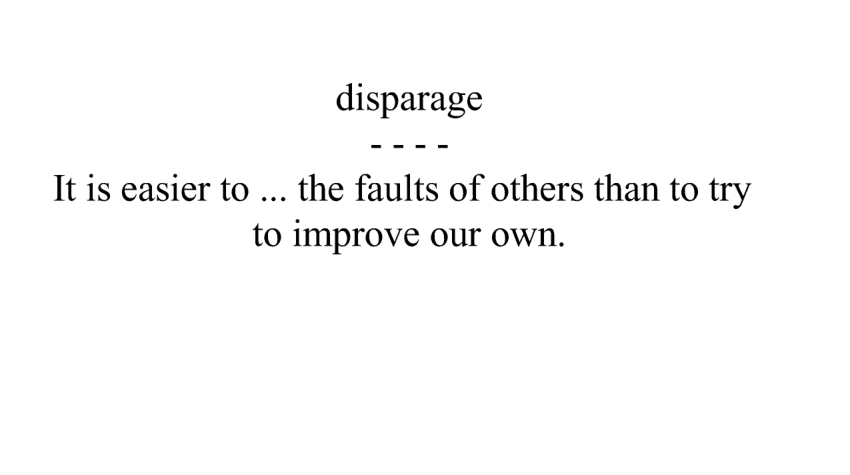 disparage
- - - -
It is easier to ... the faults of others than to try
to improve our own.